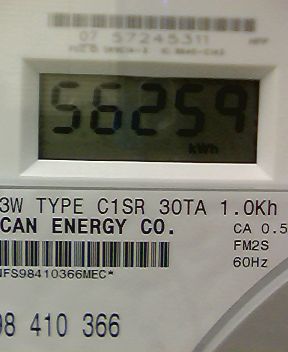 07 57245311
56259
kWh
3W TYPE C1SR 30TA 1.0Kh
CAN ENERGY CO.
CA 0.5
FM2S
60Hz
NFS98410366MEC*
98 410 366